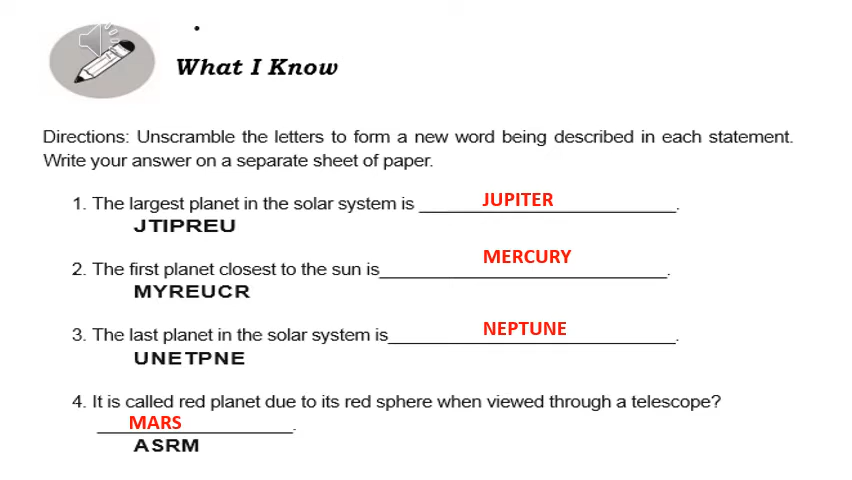 What I Know
Directions: Unscramble the letters to form a new word being described in each statement.
Write your answer on a separate sheet of paper.
1. The largest planet in the solar system is JUPITER.
JTIPREU
2. The first planet closest to the sun is MERCURY.
MYREUCR
3. The last planet in the solar system is NEPTUNE.
UNETPNE
4. It is called red planet due to its red sphere when viewed through a telescope?
MARS.
ASRM